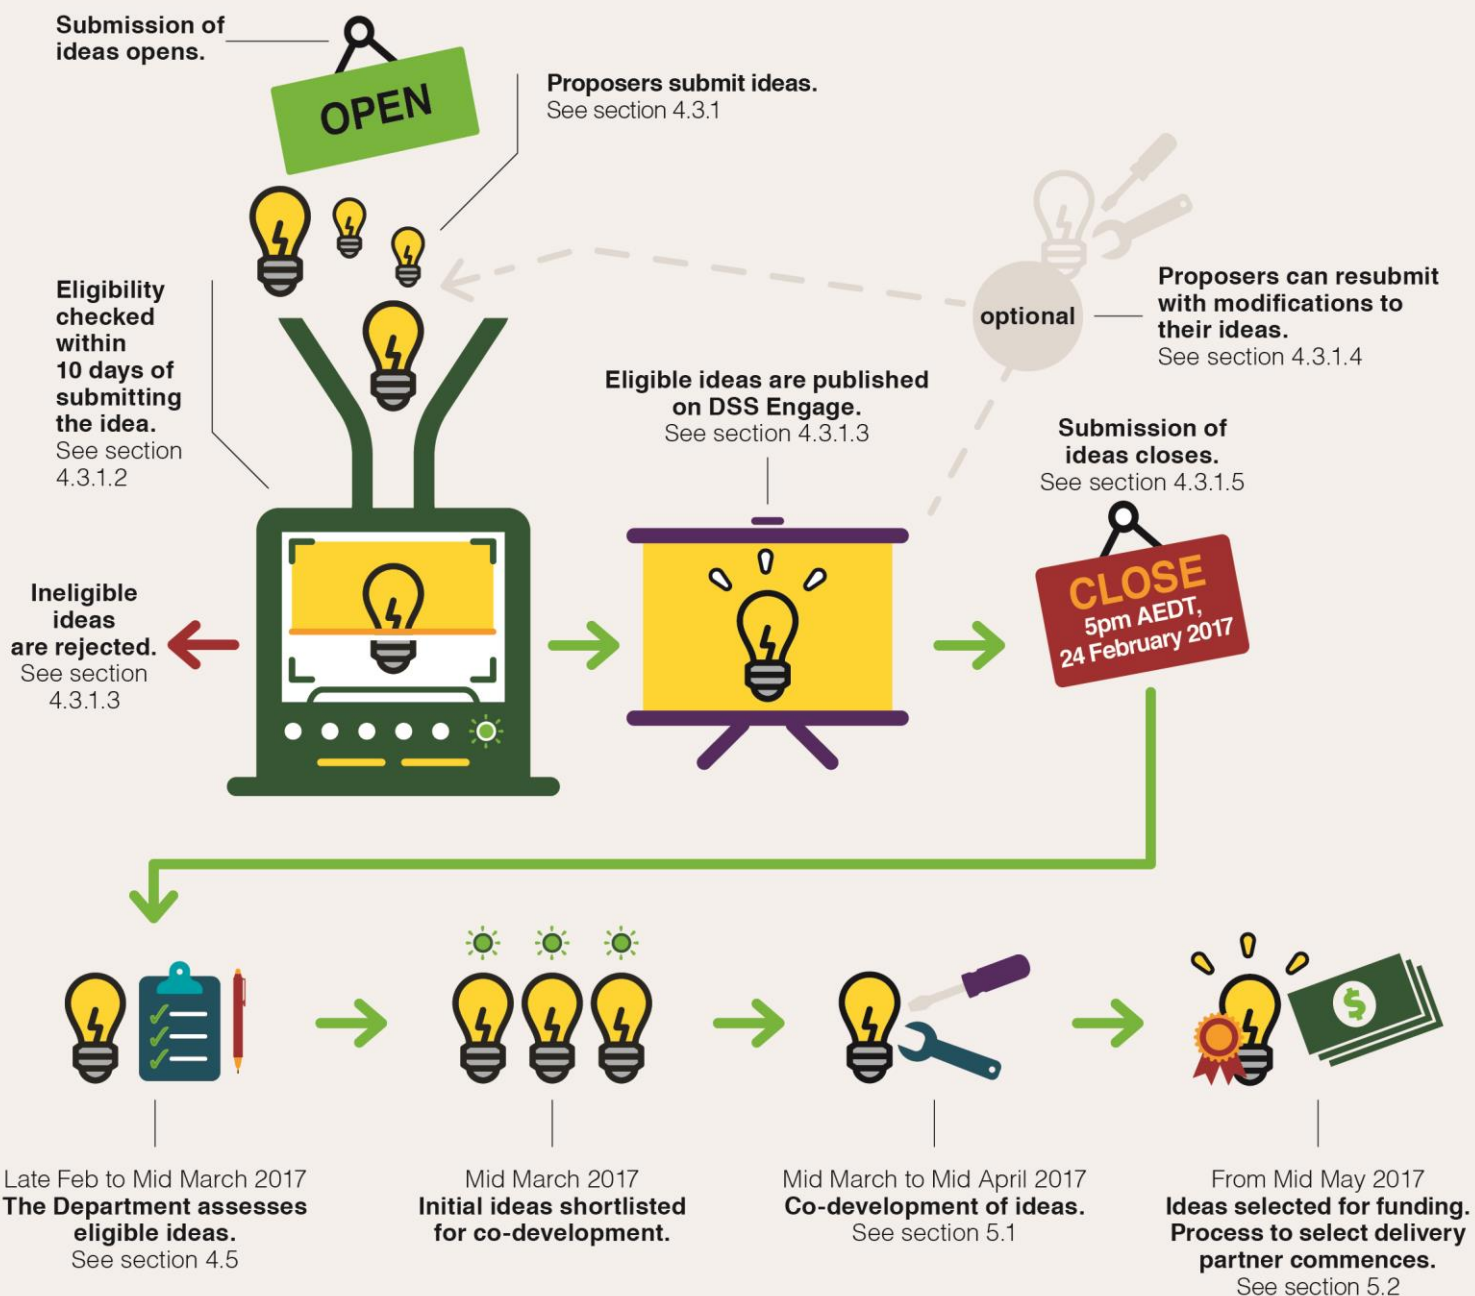 Submission of
ideas opens.
OPEN
Proposers submit ideas.
See section 4.3.1
Eligibility
checked
within
10 days of
submitting
the idea.
See section
4.3.1.2
Ineligible
ideas
are rejected.
See section
4.3.1.3
Eligible ideas are published
on DSS Engage.
See section 4.3.1.3
optional
Proposers can resubmit
with modifications to
their ideas.
See section 4.3.1.4
Submission of
ideas closes.
See section 4.3.1.5
CLOSE
5pm AEDT,
24 February 2017
Late Feb to Mid March 2017
The Department assesses
eligible ideas.
See section 4.5
Mid March 2017
Initial ideas shortlisted
for co-development.
Mid March to Mid April 2017
Co-development of ideas.
See section 5.1
From Mid May 2017
Ideas selected for funding.
Process to select delivery
partner commences.
See section 5.2
$